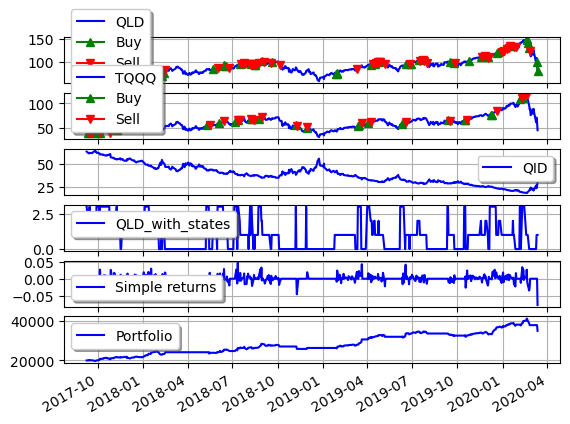 QLD
Buy
Sell
150
100
TQQQ
Buy
Sell
100
50
QID
50
25
QLD_with_states
2.5
0.0
Simple returns
0.05
0.00
−0.05
Portfolio
40000
20000
2017-10
2018-01
2018-04
2018-07
2018-10
2019-01
2019-04
2019-07
2019-10
2020-01
2020-04